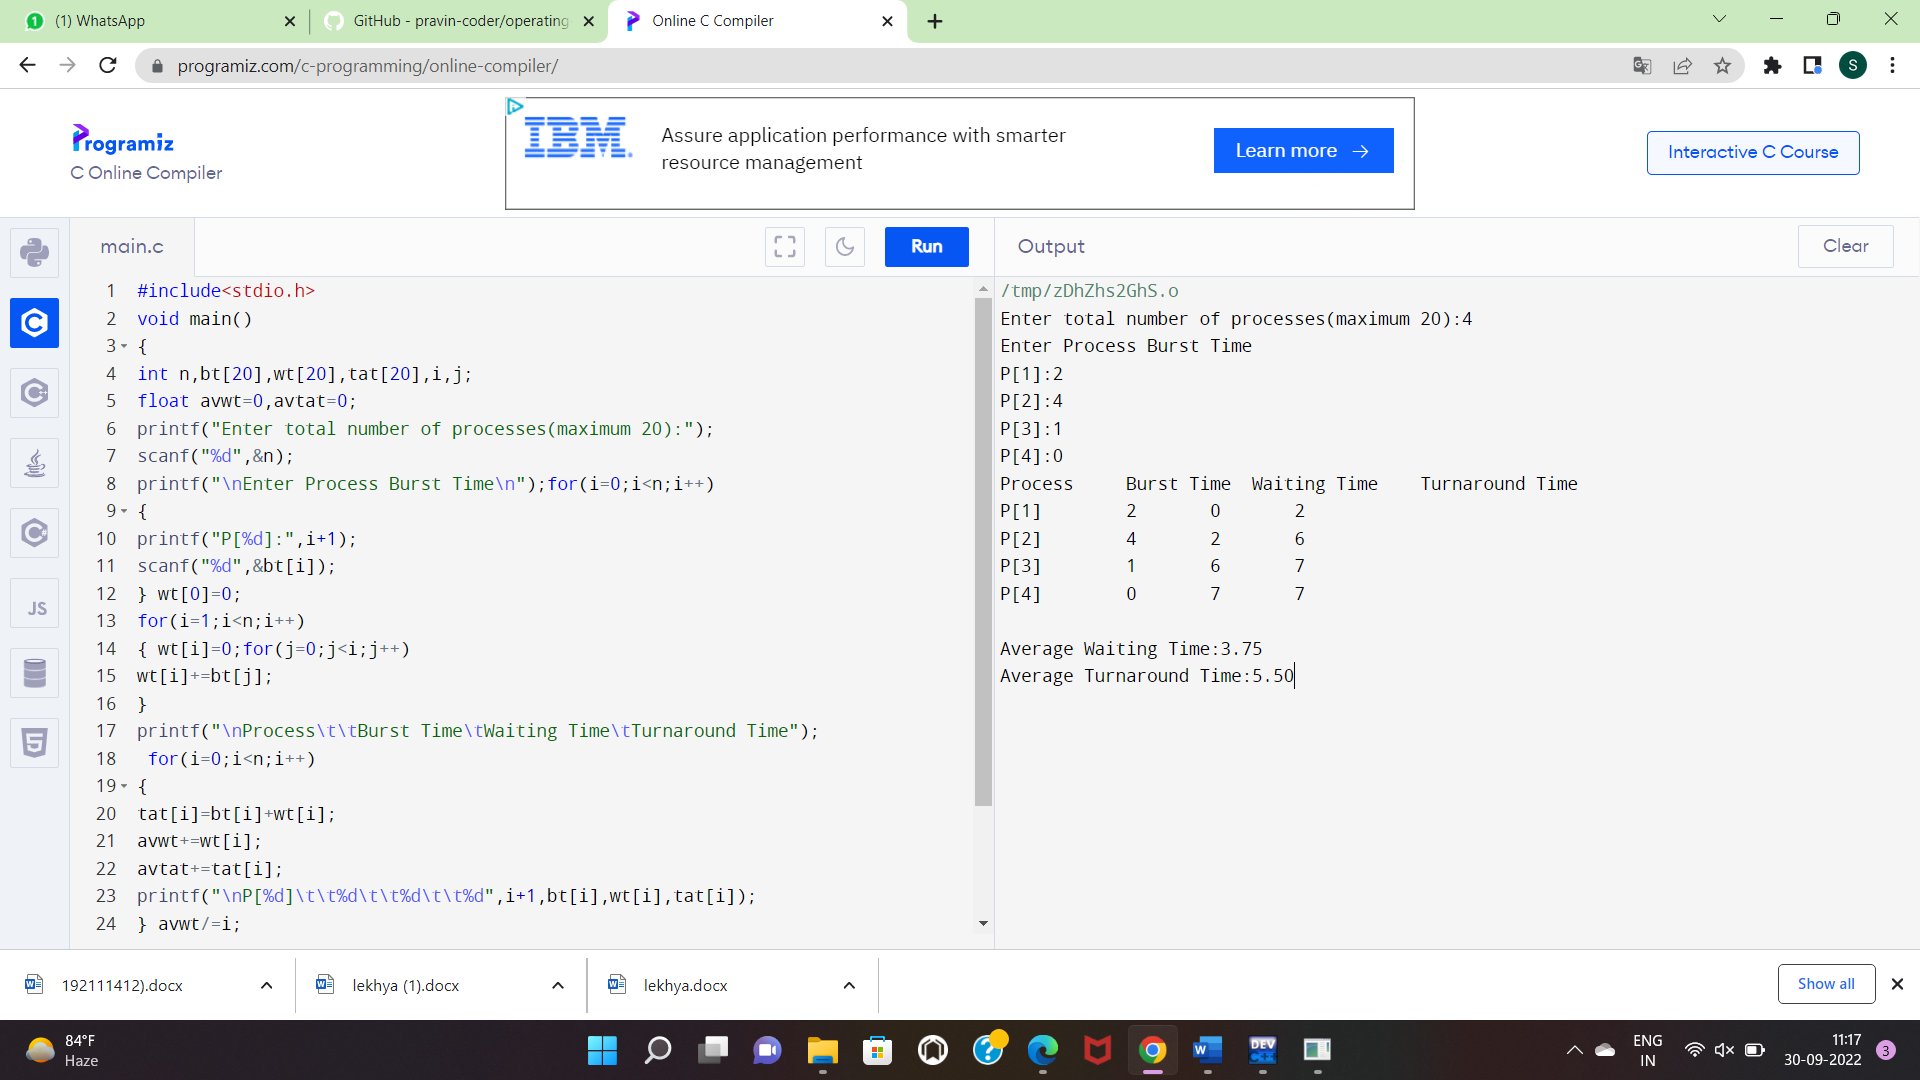 (1) WhatsApp
GitHub - pravin-coder/operating
Online C Compiler
programiz.com/c-programming/online-compiler/
S
Programiz
C Online Compiler
IBM.
Assure application performance with smarter
resource management
Learn more →
Interactive C Course
main.c
Run
Output
Clear
1 #include<stdio.h>
2 void main()
3 {
4 int n,bt[20],wt[20],tat[20],i,j;
5 float avwt=0,avtat=0;
6 printf("Enter total number of processes(maximum 20):");
7 scanf("%d",&n);
8 printf("\nEnter Process Burst Time\n");for(i=0;i<n;i++)
9 {
10 printf("P[%d]:",i+1);
11 scanf("%d",&bt[i]);
12 } wt[0]=0;
13 for(i=1;i<n;i++)
14 { wt[i]=0;for(j=0;j<i;j++)
15 wt[i]+=bt[j];
16 }
17 printf("\nProcess\t\tBurst Time\tWaiting Time\tTurnaround Time");
18  for(i=0;i<n;i++)
19 {
20 tat[i]=bt[i]+wt[i];
21 avwt+=wt[i];
22 avtat+=tat[i];
23 printf("\nP[%d]\t\t%d\t\t%d\t\t%d",i+1,bt[i],wt[i],tat[i]);
24 } avwt/=i;
/tmp/zDhZhs2GhS.o
Enter total number of processes(maximum 20):4
Enter Process Burst Time
P[1]:2
P[2]:4
P[3]:1
P[4]:0
Process Burst Time Waiting Time Turnaround Time
P[1] 2 0 2
P[2] 4 2 6
P[3] 1 6 7
P[4] 0 7 7
Average Waiting Time:3.75
Average Turnaround Time:5.50
JS
192111412).docx
lekhya (1).docx
lekhya.docx
Show all
84°F
Haze
DEV
C++
ENG
IN
11:17
30-09-2022
3